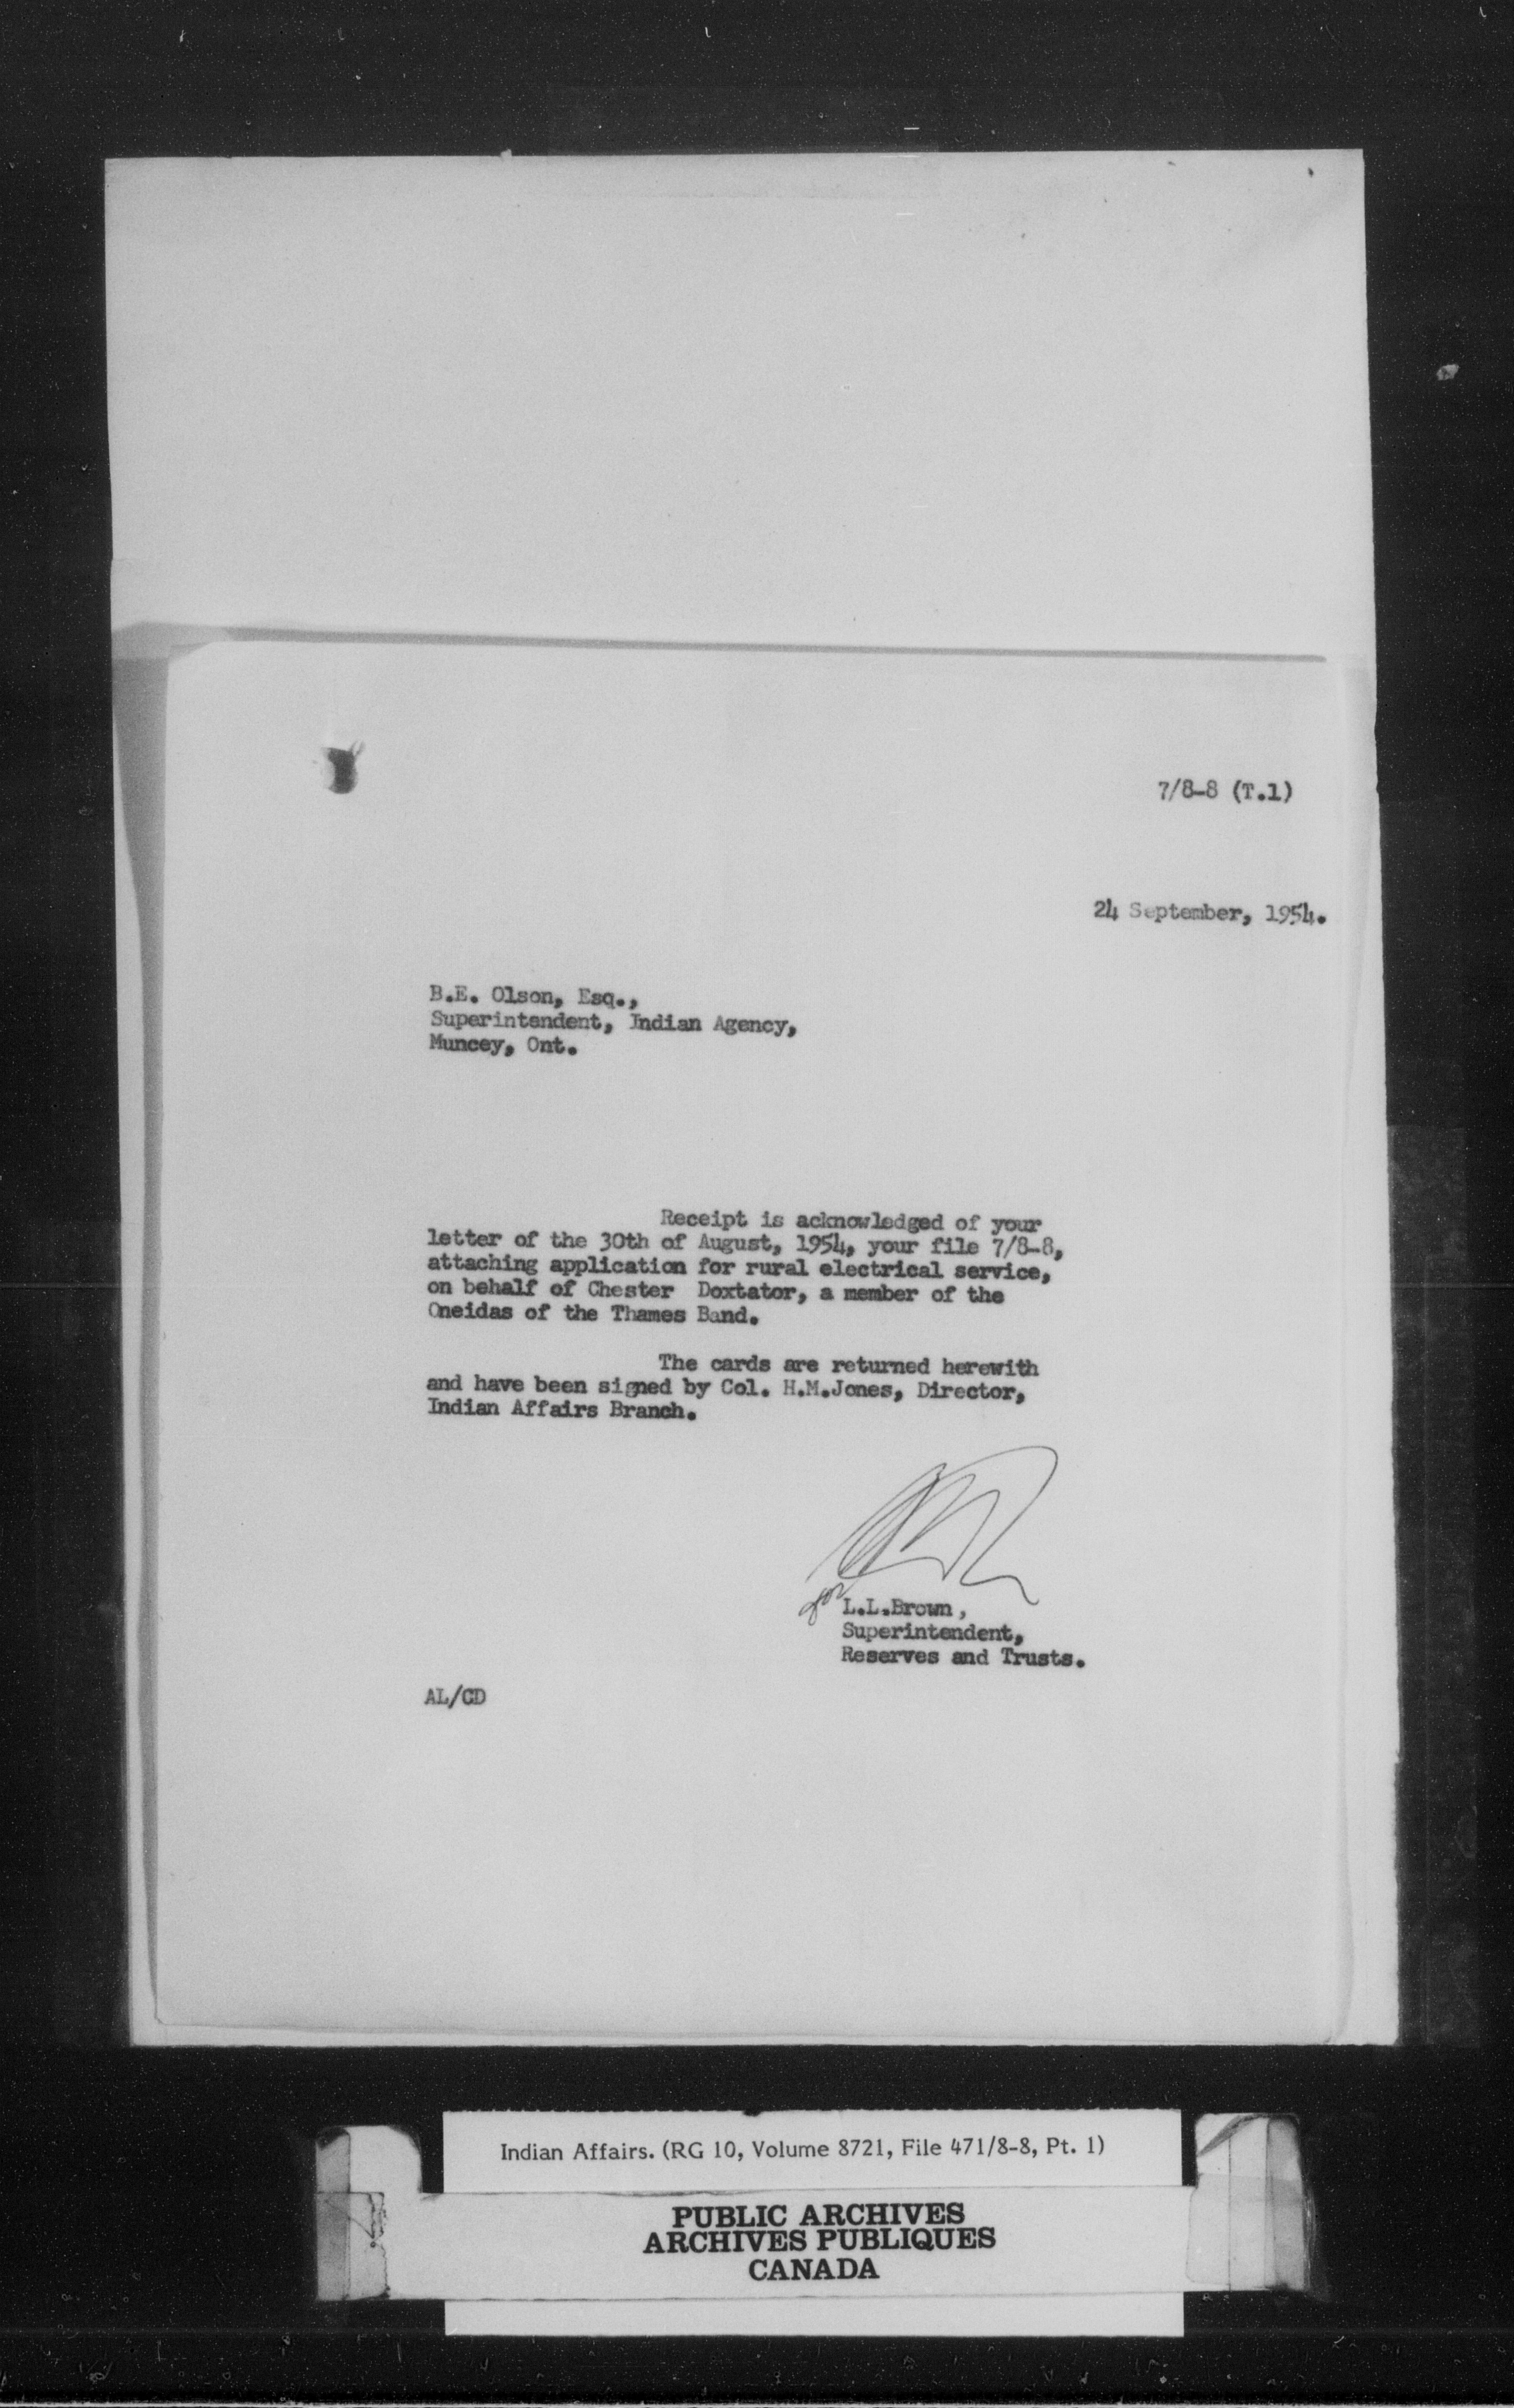 7/8-8 (T.1)
24 September, 1954.
B.E. Olson, Esq.,
Superintendent, Indian Agency,
Muncey, Ont.
Receipt is acknowledged of your
letter of the 30th of August, 1954, your file 7/8-8,
attaching application for rural electrical service,
on behalf of Chester Doxtator, a member of the
Oneidas of the Thames Band.
The cards are returned herewith
and have been signed by Col. H.M.Jones, Director,
Indian Affairs Branch.
for L.L.Brown,
Superintendent,
Reserves and Trusts.
AL/CD
Indian Affairs. (RG 10, Volume 8721, File 471/8-8, Pt. 1)
PUBLIC ARCHIVES
ARCHIVES PUBLIQUES
CANADA